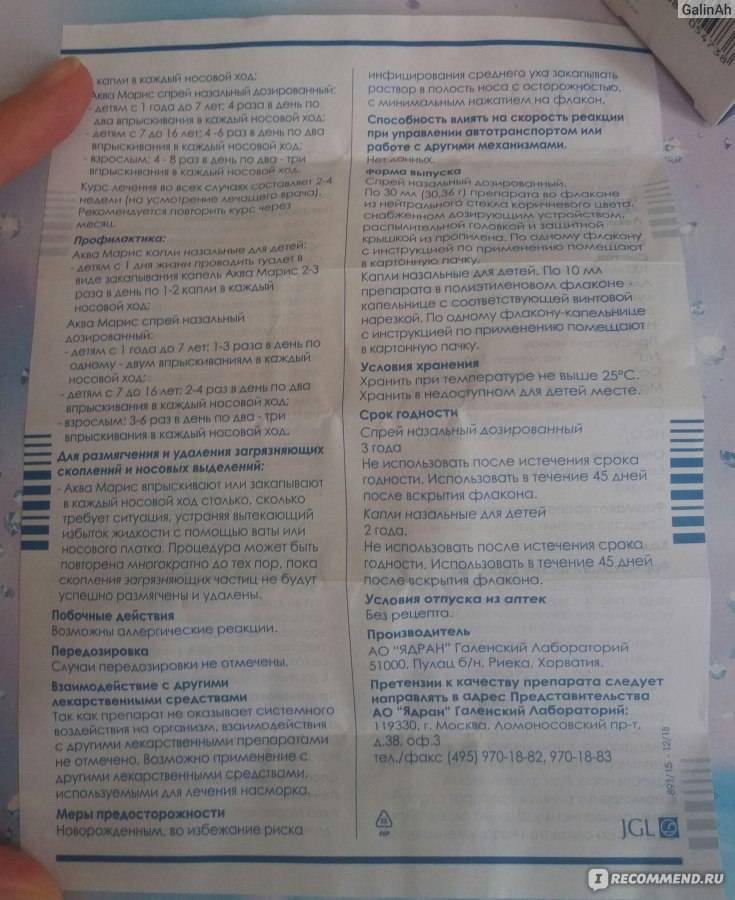 GalinAh
капли в каждый носовой ход;
Аква Марис спрей назальный дозированный:
- детям с 1 года до 7 лет: 4 раза в день по
два впрыскивания в каждый носовой ход;
- детям с 7 до 16 лет: 4 -6 раз в день по два
впрыскивания в каждый носовой ход;
- взрослым: 4 - 8 раз в день по два - три
впрыскивания в каждый носовой ход.
Курс лечения во всех случаях составляет 2-4
недели (на усмотрение лечащего врача).
Рекомендуется повторить курс через
месяц.
Профилактика:
Аква Марис капли назальные для детей:
- детям с 1 дня жизни проводить туалет в
виде закапывания капель Аква Марис 2-3
раза в день по 1-2 капли в каждый
носовой ход;
Аква Марис спрей назальный
дозированный:
- детям с 1 года до 7 лет: 1-3 раза в день по
одному - двум впрыскиваниям в каждый
носовой ход;
- детям с 7 до 16 лет: 2-4 раз в день по два
впрыскивания в каждый носовой ход;
- взрослым: 3-6 раз в день по два - три
впрыскивания в каждый носовой ход.
Для размягчения и удаления загрязняющих
скоплений и носовых выделений:
- Аква Марис впрыскивают или закапывают
в каждый носовой ход столько, сколько
требует ситуация, устраняя вытекающий
избыток жидкости с помощью ваты или
носового платка. Процедура может быть
повторена многократно до тех пор, пока
скопления загрязняющих частиц не будут
успешно размягчены и удалены.
Побочные действия
Возможны аллергические реакции.
Передозировка
Случаи передозировки не отмечены.
Взаимодействие с другими
лекарственными средствами
Так как препарат не оказывает системного
воздействия на организм, взаимодействия
с другими лекарственными препаратами
не отмечено. Возможно применение с
другими лекарственными средствами,
используемыми для лечения насморка.
Меры предосторожности
Новорожденным, во избежание риска
инфицирования среднего уха закапывать
раствор в полость носа с осторожностью,
с минимальным нажатием на флакон.
Способность влиять на скорость реакции
при управлении автотранспортом или
работе с другими механизмами.
Нет данных.
Форма выпуска
Спрей назальный дозированный.
По 30 мл (30,36 г) препарата во флаконе
из нейтрального стекла коричневого цвета,
снабженном дозирующим устройством,
распылительной головкой и защитной
крышкой из пропилена. По одному флакону
с инструкцией по применению помещают
в картонную пачку.
Капли назальные для детей. По 10 мл
препарата в полиэтиленовом флаконе -
капельнице с соответствующей винтовой
нарезкой. По одному флакону-капельнице
с инструкцией по применению помещают
в картонную пачку.
Условия хранения
Хранить при температуре не выше 25°С.
Хранить в недоступном для детей месте.
Срок годности
Спрей назальный дозированный
3 года
Не использовать после истечения срока
годности. Использовать в течение 45 дней
после вскрытия флакона.
Капли назальные для детей
2 года.
Не использовать после истечения срока
годности. Использовать в течение 45 дней
после вскрытия флакона.
Условия отпуска из аптек
Без рецепта.
Производитель
АО "ЯДРАН" Галенский Лабораторий
51000, Пулац б/н, Риека, Хорватия.
Претензии к качеству препарата следует
направлять в адрес Представительства
АО "Ядран" Галенский Лабораторий:
119330, г. Москва, Ломоносовский пр-т,
д.38, оф.3
тел./факс (495) 970-18-82, 970-18-83
JGL
IRECOMMEND.RU